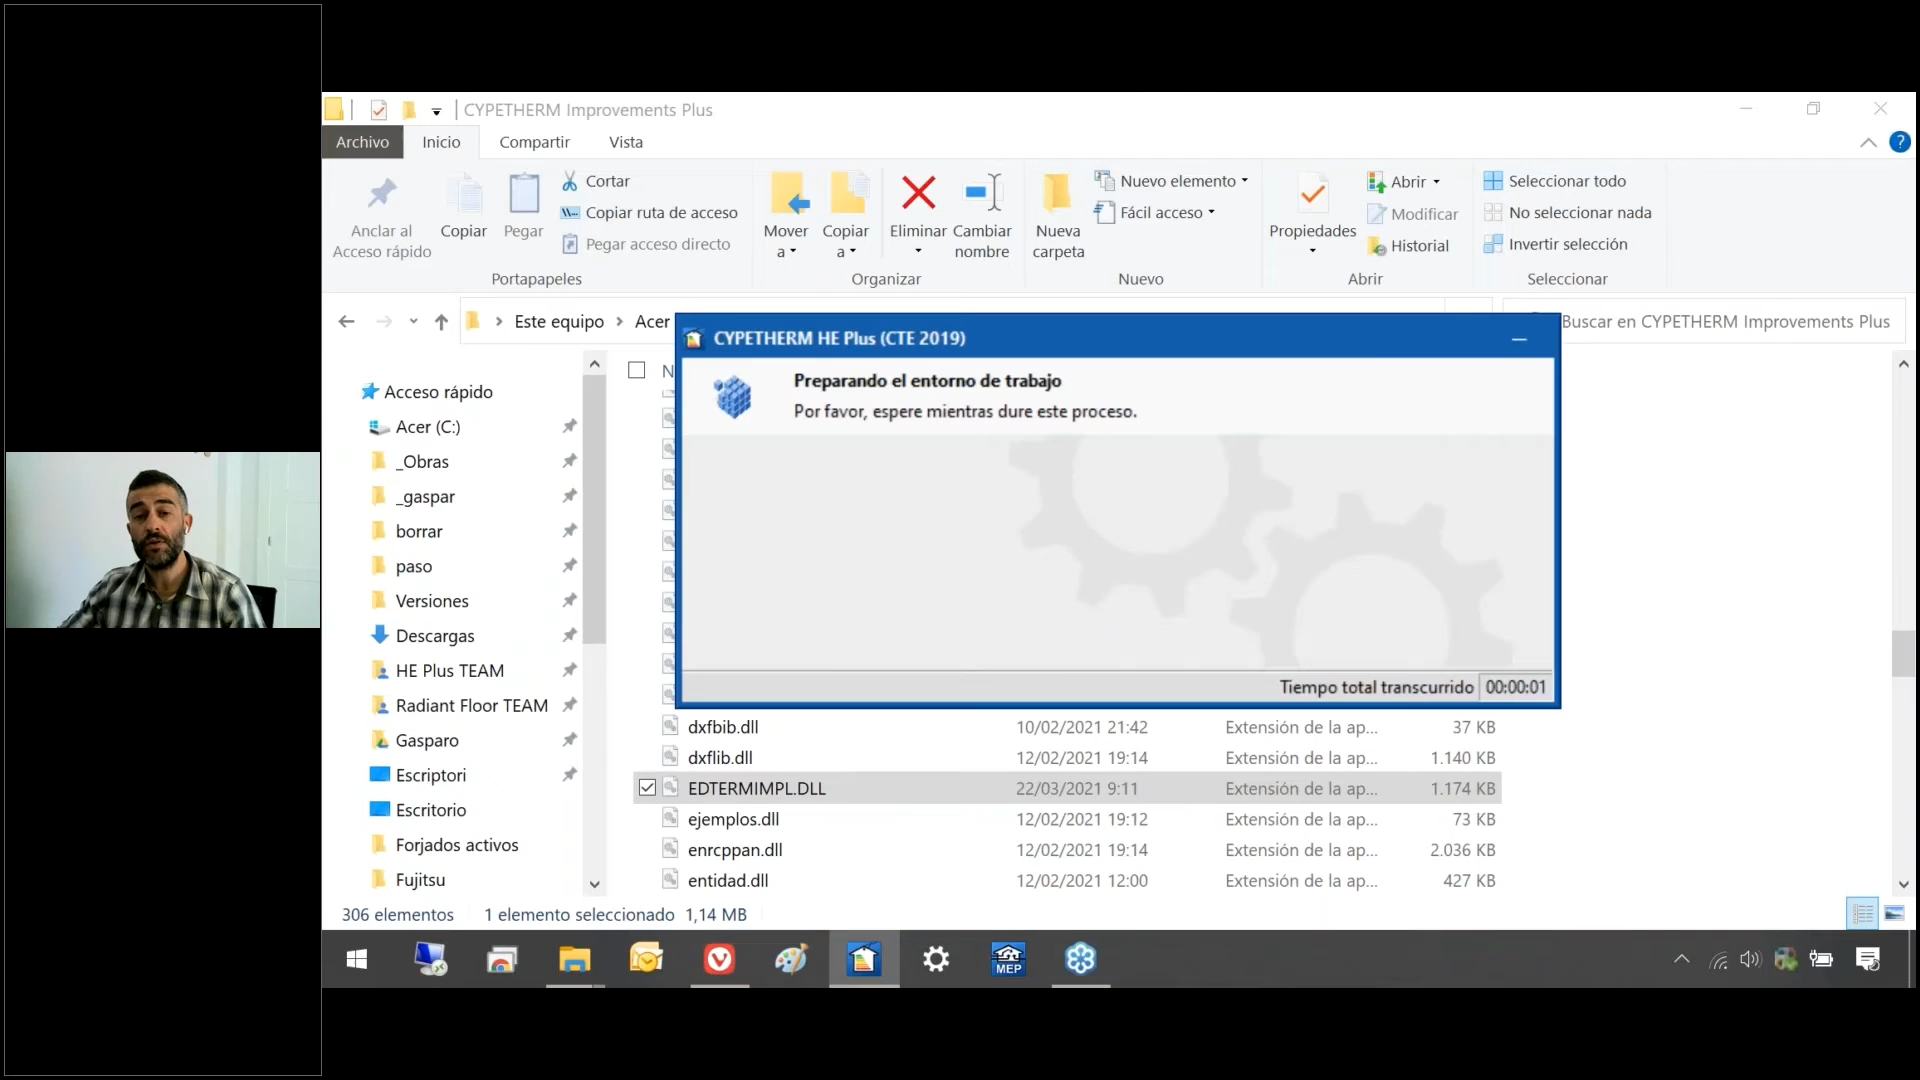 CYPETHERM Improvements Plus
Archivo Inicio Compartir Vista
Anclar al Acceso rápido
Copiar
Pegar
Cortar
Copiar ruta de acceso
Pegar acceso directo
Portapapeles
Mover a
Copiar a
Eliminar
Cambiar nombre
Organizar
Nueva carpeta
Nuevo elemento
Fácil acceso
Nuevo
Propiedades
Abrir
Modificar
Historial
Abrir
Seleccionar todo
No seleccionar nada
Invertir selección
Seleccionar
Este equipo > Acer
Buscar en CYPETHERM Improvements Plus
Acceso rápido
Acer (C:)
_Obras
_gaspar
borrar
paso
Versiones
Descargas
HE Plus TEAM
Radiant Floor TEAM
Gasparo
Escriptori
Escritorio
Forjados activos
Fujitsu
CYPETHERM HE Plus (CTE 2019)
Preparando el entorno de trabajo
Por favor, espere mientras dure este proceso.
Tiempo total transcurrido 00:00:01
dxfbib.dll 10/02/2021 21:42 Extensión de la ap... 37 KB
dxflib.dll 12/02/2021 19:14 Extensión de la ap... 1.140 KB
EDTERMIMPL.DLL 22/03/2021 9:11 Extensión de la ap... 1.174 KB
ejemplos.dll 12/02/2021 19:12 Extensión de la ap... 73 KB
enrcppan.dll 12/02/2021 19:14 Extensión de la ap... 2.036 KB
entidad.dll 12/02/2021 12:00 Extensión de la ap... 427 KB
306 elementos 1 elemento seleccionado 1,14 MB
MEP